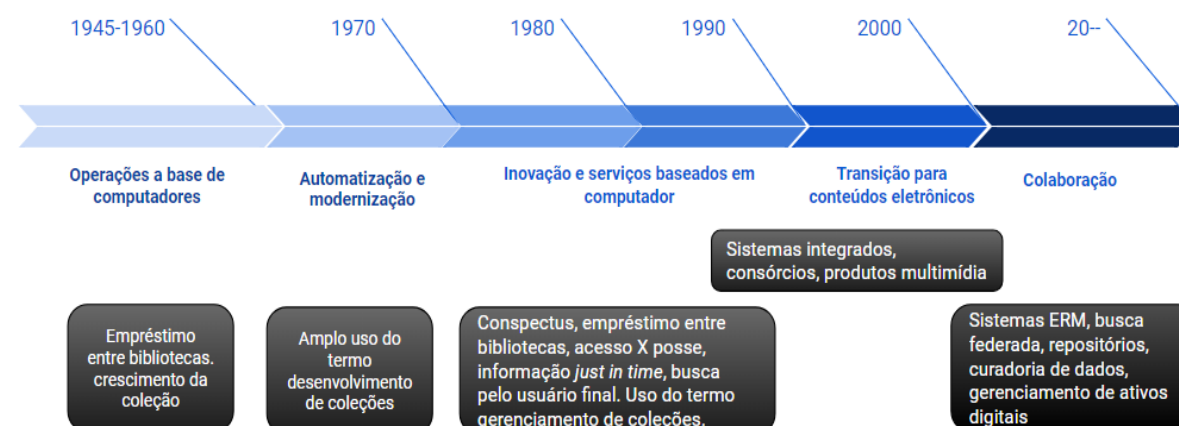 1945-1960
1970
1980
1990
2000
20--
Operações a base de
computadores
Automatização e
modernização
Inovação e serviços baseados em
computador
Transição para
conteúdos eletrônicos
Colaboração
Sistemas integrados,
consórcios, produtos multimídia
Empréstimo
entre bibliotecas.
crescimento da
coleção
Amplo uso do
termo
desenvolvimento
de coleções
Conspectus, empréstimo entre
bibliotecas, acesso X posse,
informação just in time, busca
pelo usuário final. Uso do termo
gerenciamento de coleções.
Sistemas ERM, busca
federada, repositórios,
curadoria de dados,
gerenciamento de ativos
digitais